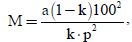 M = a(1−k)100² / k·p²,